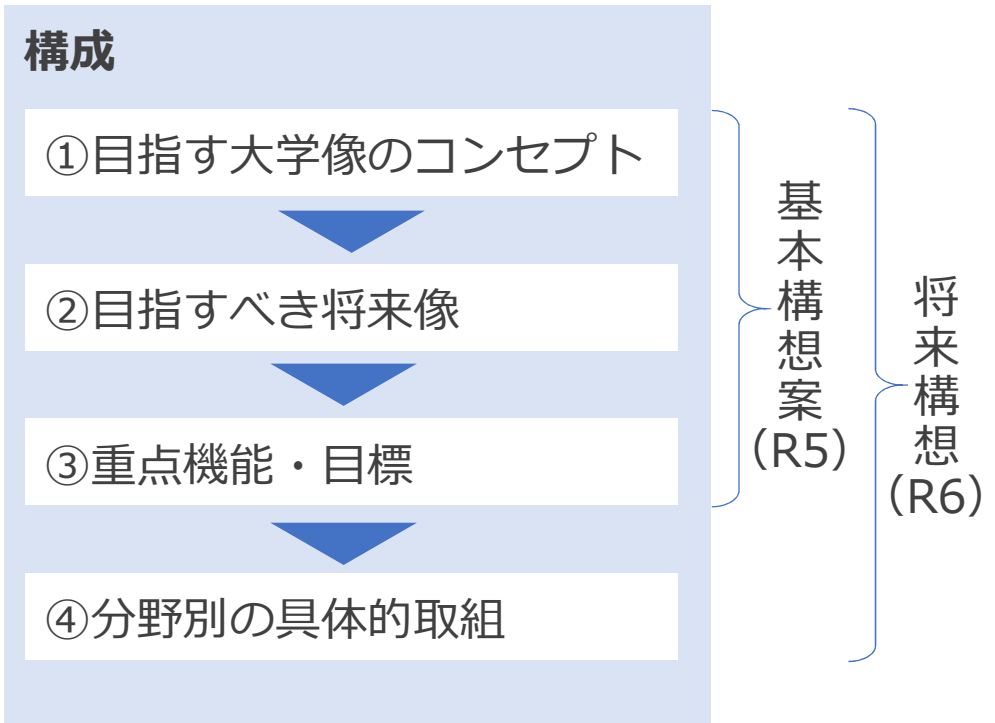 構成
①目指す大学像のコンセプト
②目指すべき将来像
③重点機能・目標
④分野別の具体的取組
基本構想案
（R5）
将来構想
（R6）